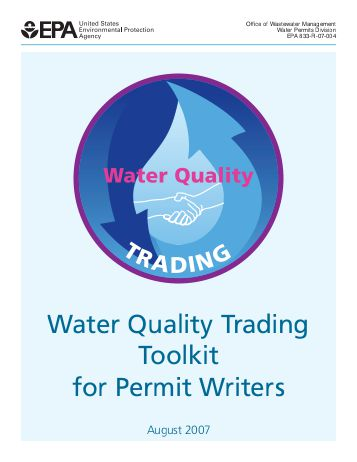 EPA
United States
Environmental Protection
Agency
Office of Wastewater Management
Water Permits Division
EPA 833-R-07-004
Water Quality
TRADING
Water Quality Trading
Toolkit
for Permit Writers
August 2007